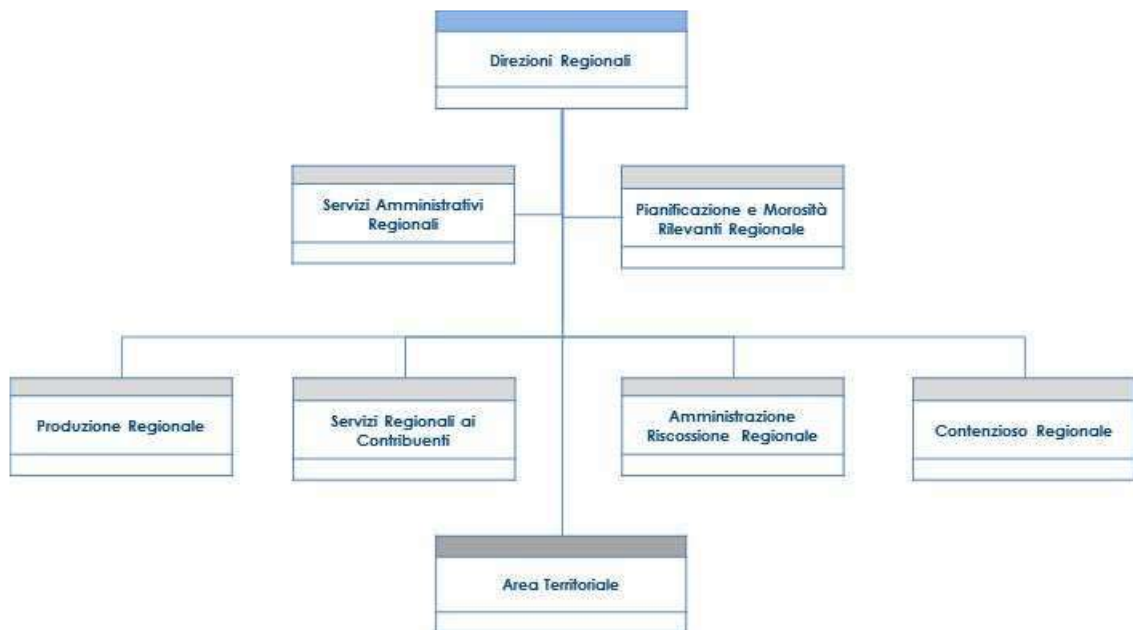 Direzioni Regionali
Servizi Amministrativi
Regionali
Pianificazione e Morosità
Rilevanti Regionale
Produzione Regionale
Servizi Regionali ai
Contribuenti
Amministrazione
Riscossione Regionale
Contenzioso Regionale
Area Territoriale